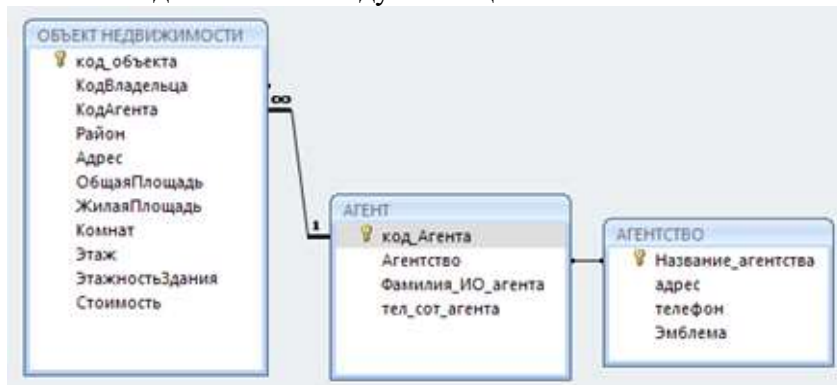 ОБЪЕКТ НЕДВИЖИМОСТИ
код_объекта
КодВладельца
КодАгента
Район
Адрес
ОбщаяПлощадь
ЖилаяПлощадь
Комнат
Этаж
ЭтажностьЗдания
Стоимость
∞
1
АГЕНТ
код_Агента
Агентство
Фамилия_ИО_агента
тел_сот_агента
АГЕНТСТВО
Название_агентства
адрес
телефон
Эмблема